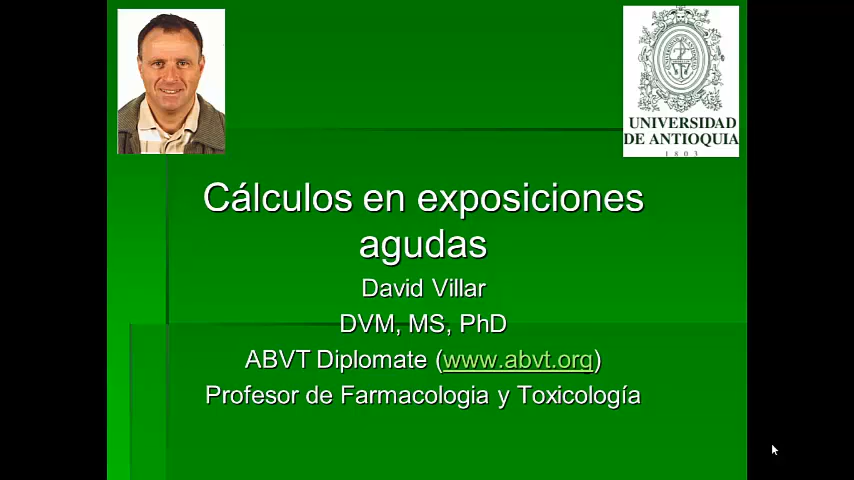 UNIVERSIDAD
DE ANTIOQUIA
1803
Cálculos en exposiciones
agudas
David Villar
DVM, MS, PhD
ABVT Diplomate (www.abvt.org)
Profesor de Farmacologia y Toxicología